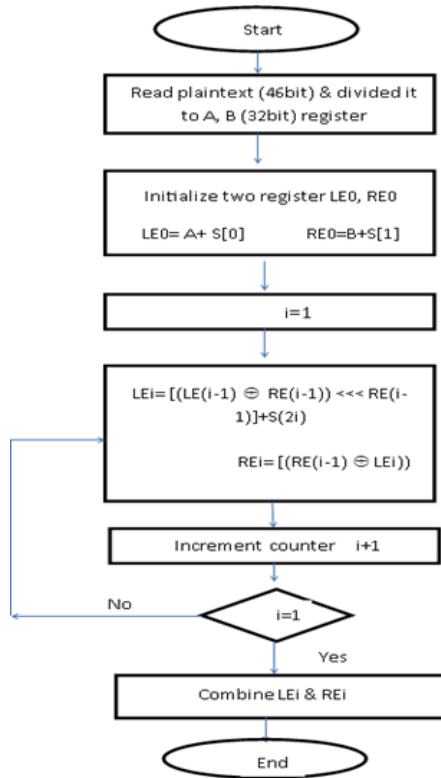 Start
Read plaintext (46bit) & divided it
to A, B (32bit) register
Initialize two register LE0, RE0
LE0= A+ S[0] RE0=B+S[1]
i=1
LEi= [(LE(i-1) ⊕ RE(i-1)) <<< RE(i-
1)]+S(2i)
REi= [(RE(i-1) ⊕ LEi))
Increment counter i+1
No
i=1
Yes
Combine LEi & REi
End